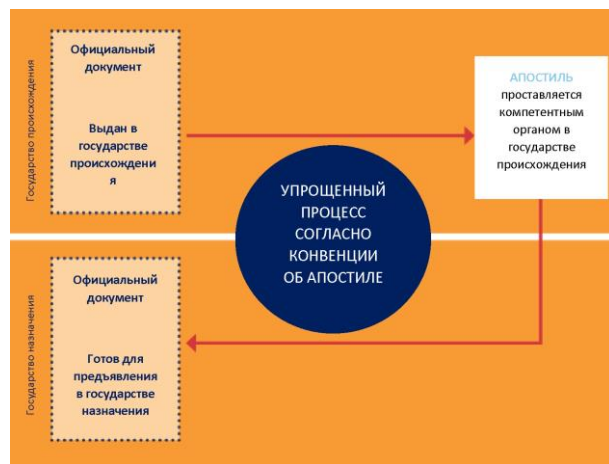 Государство происхождения
Официальный
документ
Выдан в
государстве
происхождени
я
АПОСТИЛЬ
проставляется
компетентным
органом в
государстве
происхождения
УПРОЩЕННЫЙ
ПРОЦЕСС
СОГЛАСНО
КОНВЕНЦИИ
ОБ АПОСТИЛЕ
Государство назначения
Официальный
документ
Готов для
предъявления
в государстве
назначения